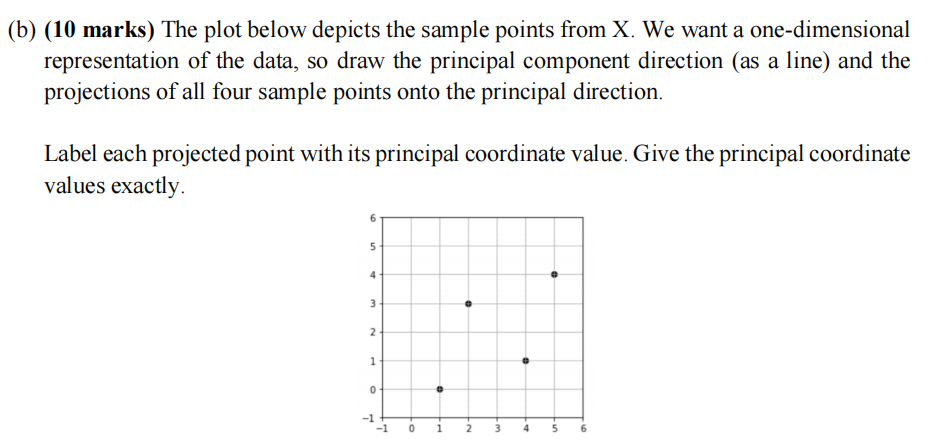 (b) (10 marks) The plot below depicts the sample points from X. We want a one-dimensional
representation of the data, so draw the principal component direction (as a line) and the
projections of all four sample points onto the principal direction.
Label each projected point with its principal coordinate value. Give the principal coordinate
values exactly.
6
5
4
3
2
1
0
−1
−1 0 1 2 3 4 5 6